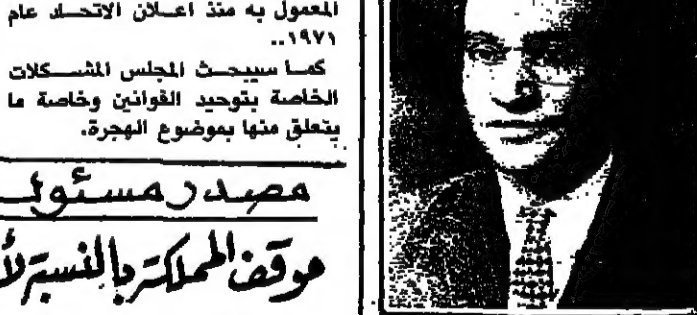 المعمول به منذ اعلان الاتحاد عام
١٩٧١..
كما سيبحث المجلس المشكلات
الخاصة بتوحيد القوانين وخاصة ما
يتعلق منها بموضوع الهجرة.
مصدر مسئول
موقف المملكة بالنسبة لأ